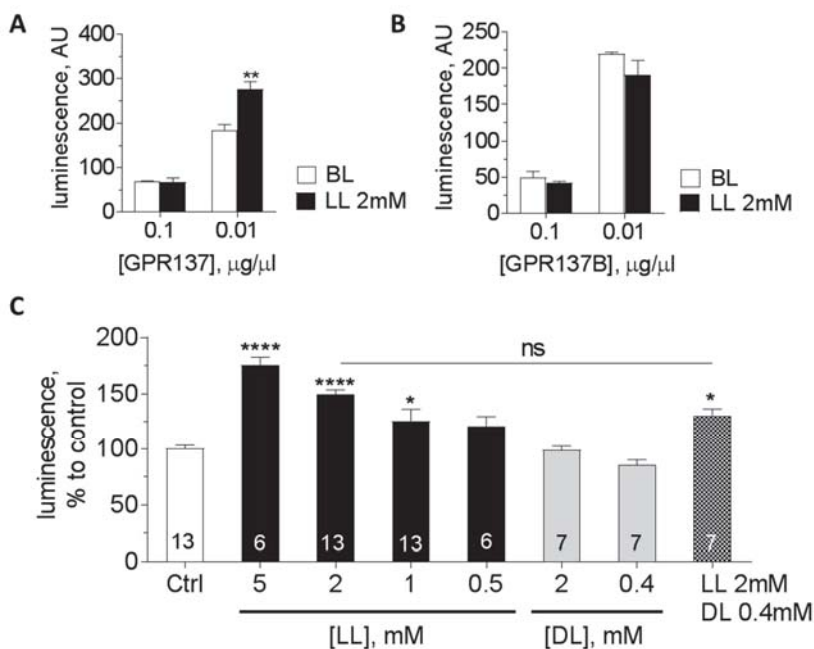 A
luminescence, AU
400
300
200
100
0
**
0.1 0.01
[GPR137], μg/μl
BL
LL 2mM
B
luminescence, AU
250
200
150
100
50
0
0.1 0.01
[GPR137B], μg/μl
BL
LL 2mM
C
luminescence,
% to control
200
150
100
50
0
**** **** * ns *
13 6 13 13 6 7 7 7
Ctrl 5 2 1 0.5 2 0.4 LL 2mM
DL 0.4mM
[LL], mM [DL], mM